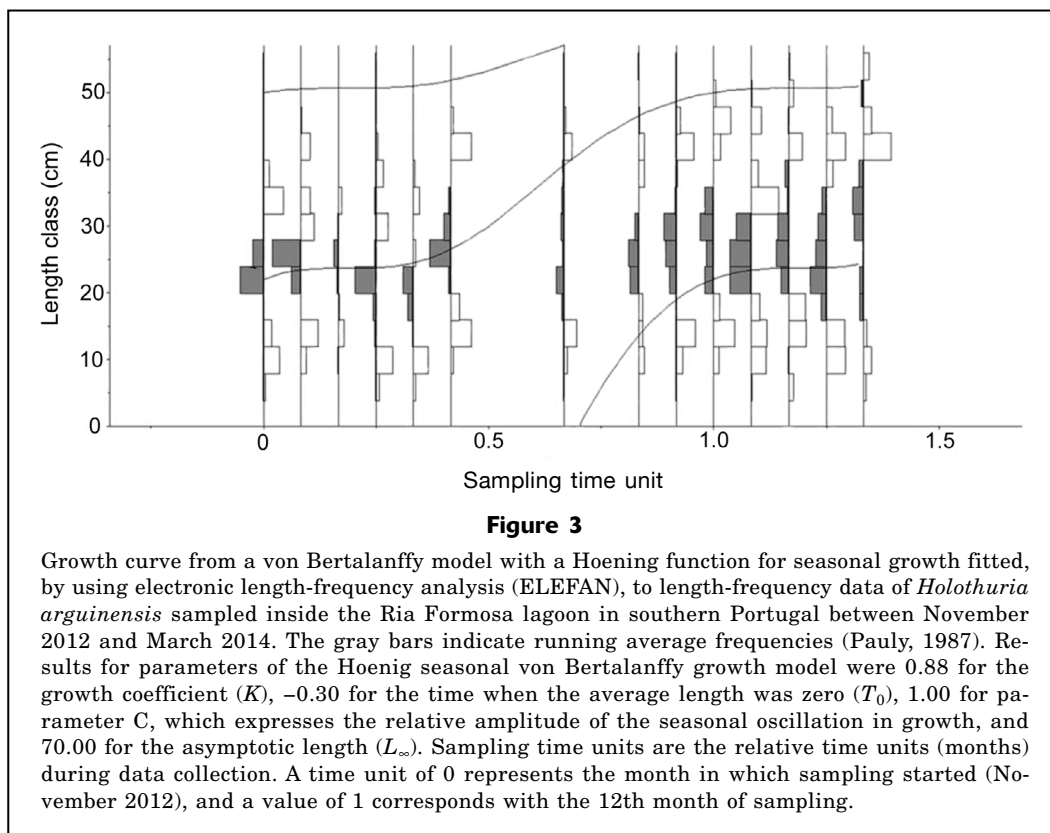 50
40
30
20
10
0
Length class (cm)
0 0.5 1.0 1.5
Sampling time unit
Figure 3
Growth curve from a von Bertalanffy model with a Hoening function for seasonal growth fitted,
by using electronic length-frequency analysis (ELEFAN), to length-frequency data of Holothuria
arguinensis sampled inside the Ria Formosa lagoon in southern Portugal between November
2012 and March 2014. The gray bars indicate running average frequencies (Pauly, 1987). Re-
sults for parameters of the Hoenig seasonal von Bertalanffy growth model were 0.88 for the
growth coefficient (K), –0.30 for the time when the average length was zero (T₀), 1.00 for pa-
rameter C, which expresses the relative amplitude of the seasonal oscillation in growth, and
70.00 for the asymptotic length (L∞). Sampling time units are the relative time units (months)
during data collection. A time unit of 0 represents the month in which sampling started (No-
vember 2012), and a value of 1 corresponds with the 12th month of sampling.